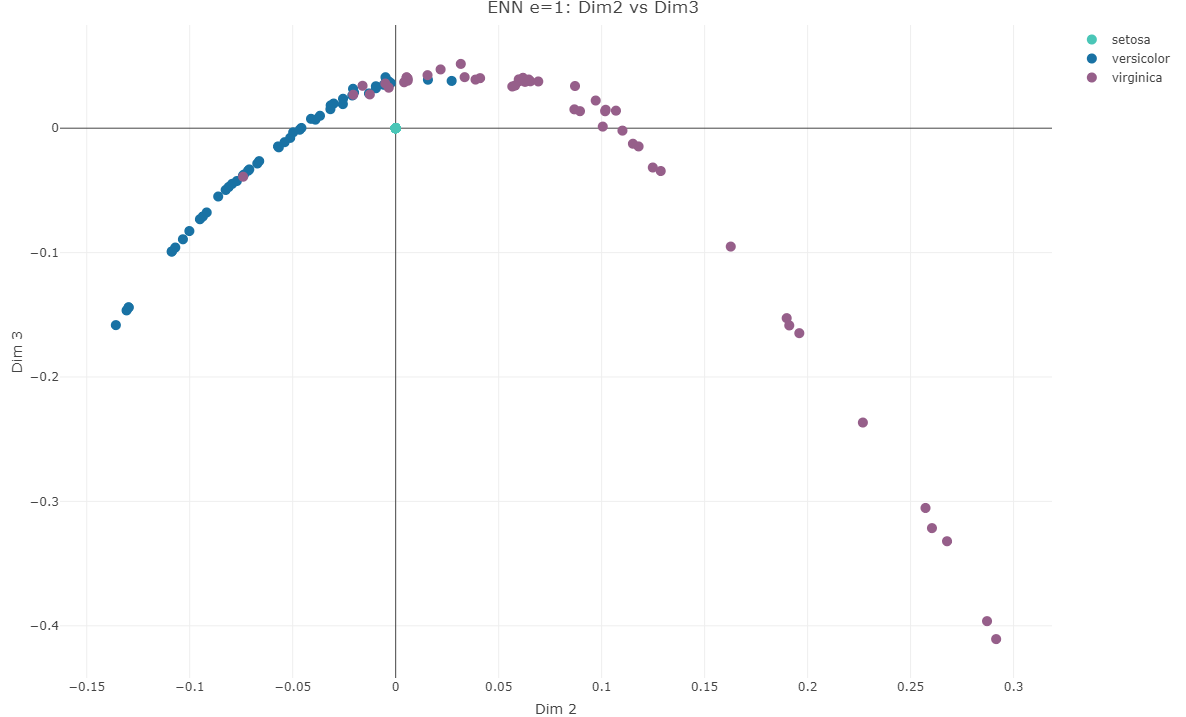 ENN e=1: Dim2 vs Dim3
setosa
versicolor
virginica
0
−0.1
−0.2
−0.3
−0.4
Dim 3
−0.15
−0.1
−0.05
0
0.05
0.1
0.15
0.2
0.25
0.3
Dim 2